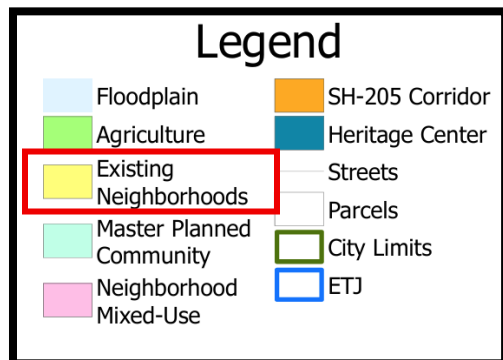 Legend
Floodplain
Agriculture
Existing
Neighborhoods
Master Planned
Community
Neighborhood
Mixed-Use
SH-205 Corridor
Heritage Center
Streets
Parcels
City Limits
ETJ